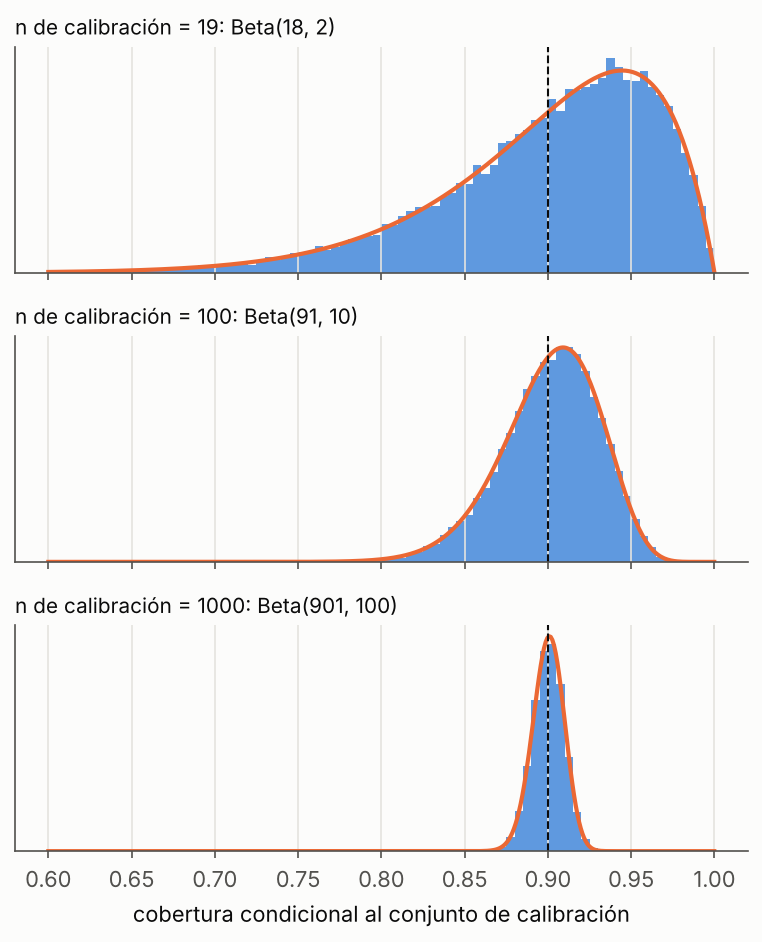 n de calibración = 19: Beta(18, 2)
n de calibración = 100: Beta(91, 10)
n de calibración = 1000: Beta(901, 100)
0.60 0.65 0.70 0.75 0.80 0.85 0.90 0.95 1.00
cobertura condicional al conjunto de calibración